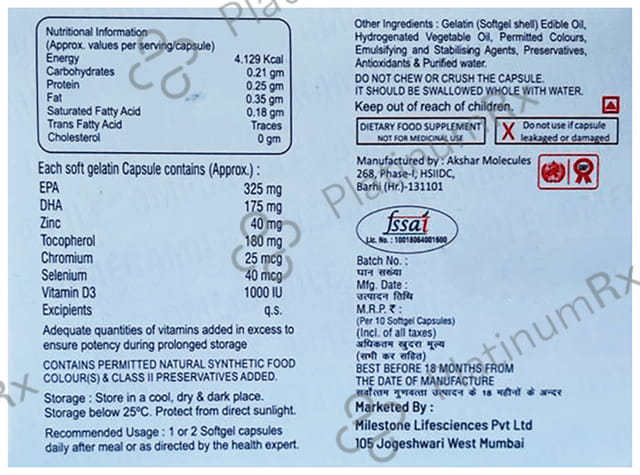 Nutritional Information
(Approx. values per serving/capsule)
Energy 4.129 Kcal
Carbohydrates 0.21 gm
Protein 0.25 gm
Fat 0.35 gm
Saturated Fatty Acid 0.18 gm
Trans Fatty Acid Traces
Cholesterol 0 gm
Each soft gelatin Capsule contains (Approx.) :
EPA 325 mg
DHA 175 mg
Zinc 40 mg
Tocopherol 180 mg
Chromium 25 mcg
Selenium 40 mcg
Vitamin D3 1000 IU
Excipients q.s.
Adequate quantities of vitamins added in excess to
ensure potency during prolonged storage
CONTAINS PERMITTED NATURAL SYNTHETIC FOOD
COLOUR(S) & CLASS II PRESERVATIVES ADDED.
Storage : Store in a cool, dry & dark place.
Storage below 25°C. Protect from direct sunlight.
Recommended Usage : 1 or 2 Softgel capsules
daily after meal or as directed by the health expert.
Other Ingredients : Gelatin (Softgel shell) Edible Oil,
Hydrogenated Vegetable Oil, Permitted Colours,
Emulsifying and Stabilising Agents, Preservatives,
Antioxidants & Purified water.
DO NOT CHEW OR CRUSH THE CAPSULE.
IT SHOULD BE SWALLOWED WHOLE WITH WATER.
Keep out of reach of children.
DIETARY FOOD SUPPLEMENT
NOT FOR MEDICINAL USE
X Do not use if capsule
leakaged or damaged
Manufactured by : Akshar Molecules
268, Phase-I, HSIIDC,
Barhi (Hr.)-131101
fssai
Lic. No. : 10018064001600
Batch No. :
घान सख्या
Mfg. Date :
उत्पादन तिथि
M.R.P. ₹ :
(Per 10 Softgel Capsules)
(Incl. of all taxes)
अधिकतम खुदरा मूल्य
(सभी कर सहित)
BEST BEFORE 18 MONTHS FROM
THE DATE OF MANUFACTURE
सर्वोत्तम गुणवत्ता उत्पादन के 18 महीनों के अन्दर
Marketed By :
Milestone Lifesciences Pvt Ltd
105 Jogeshwari West Mumbai
PlatinumRx
PlatinumRx
Rx